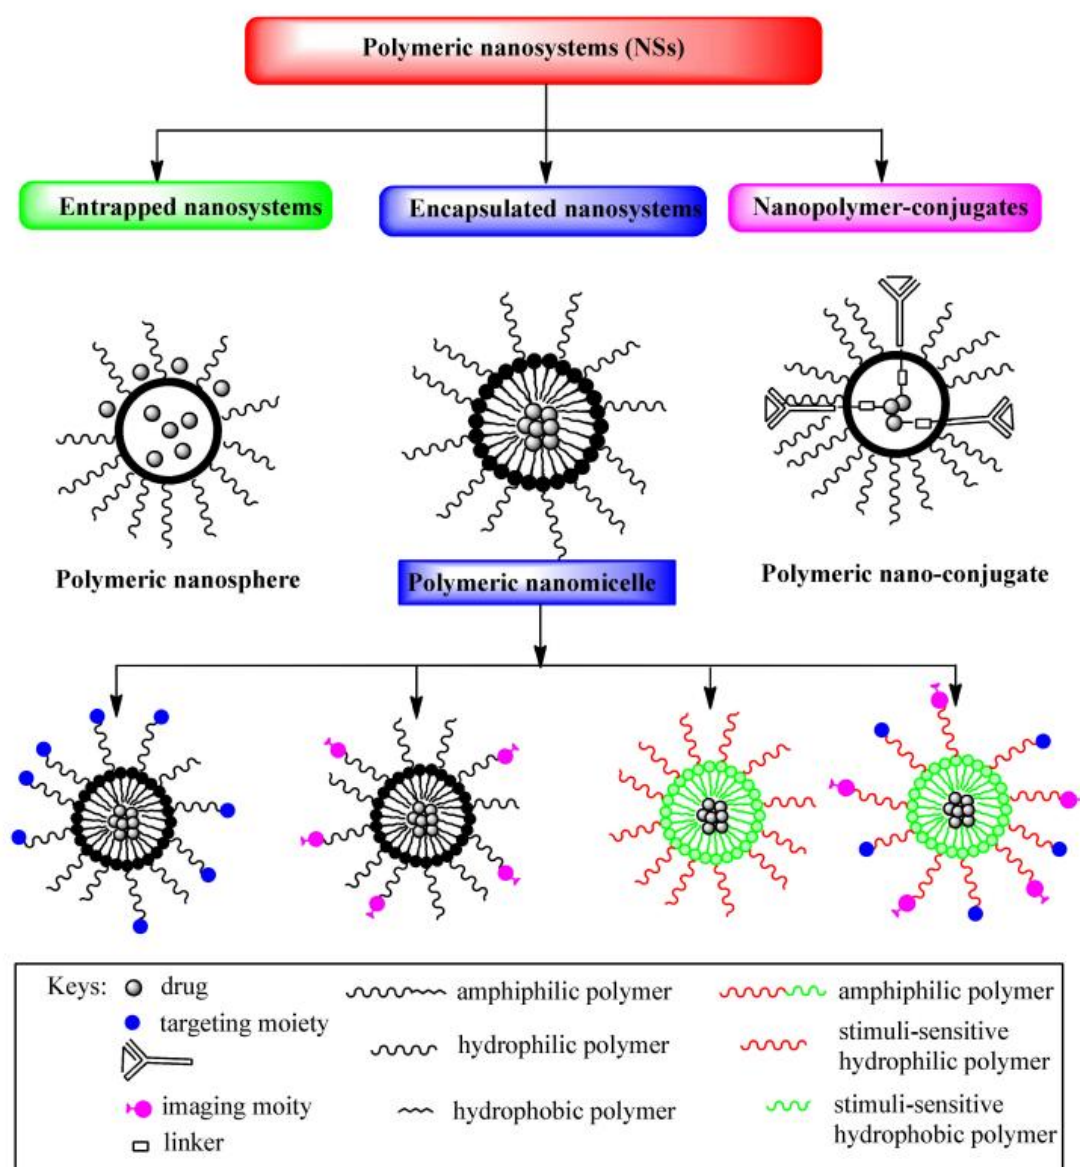 Polymeric nanosystems (NSs)
Entrapped nanosystems
Encapsulated nanosystems
Nanopolymer-conjugates
Polymeric nanosphere
Polymeric nanomicelle
Polymeric nano-conjugate
Keys:
drug
targeting moiety
imaging moity
linker
amphiphilic polymer
hydrophilic polymer
hydrophobic polymer
amphiphilic polymer
stimuli-sensitive
hydrophilic polymer
stimuli-sensitive
hydrophobic polymer